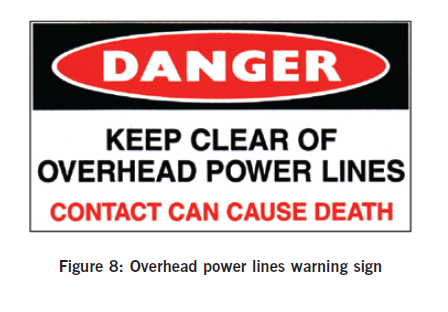 DANGER
KEEP CLEAR OF
OVERHEAD POWER LINES
CONTACT CAN CAUSE DEATH
Figure 8: Overhead power lines warning sign